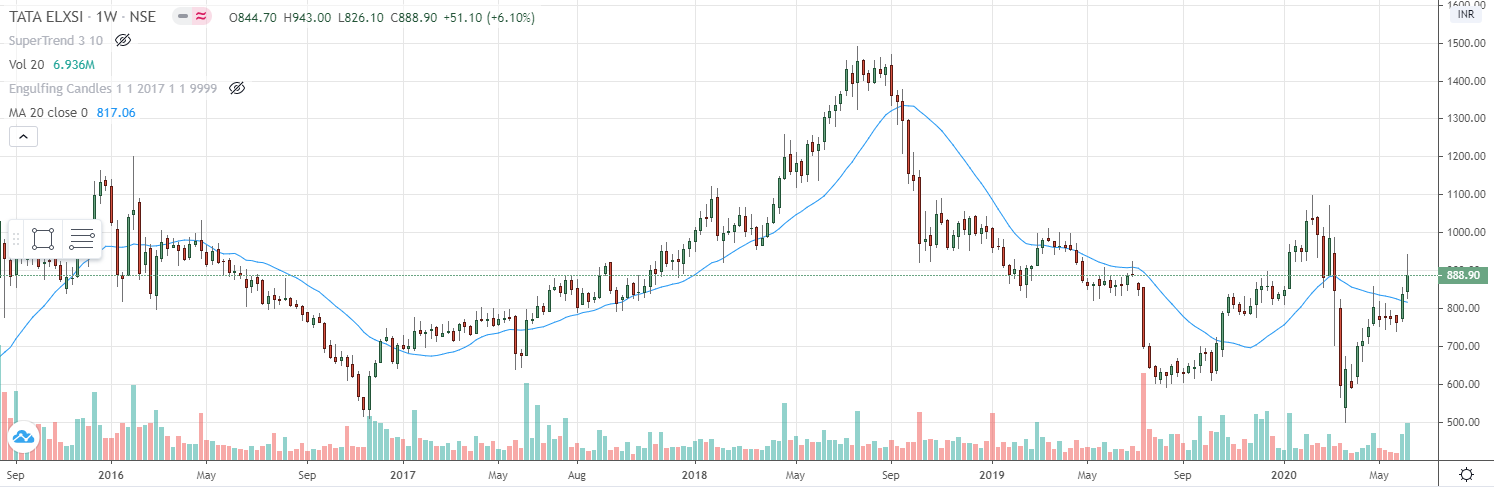 TATA ELXSI · 1W · NSE O844.70 H943.00 L826.10 C888.90 +51.10 (+6.10%)
SuperTrend 3 10
Vol 20 6.936M
Engulfing Candles 1 1 2017 1 1 9999
MA 20 close 0 817.06
1600.00
INR
1500.00
1400.00
1300.00
1200.00
1100.00
1000.00
888.90
800.00
700.00
600.00
500.00
Sep 2016 May Sep 2017 May Aug 2018 May Sep 2019 May Sep 2020 May